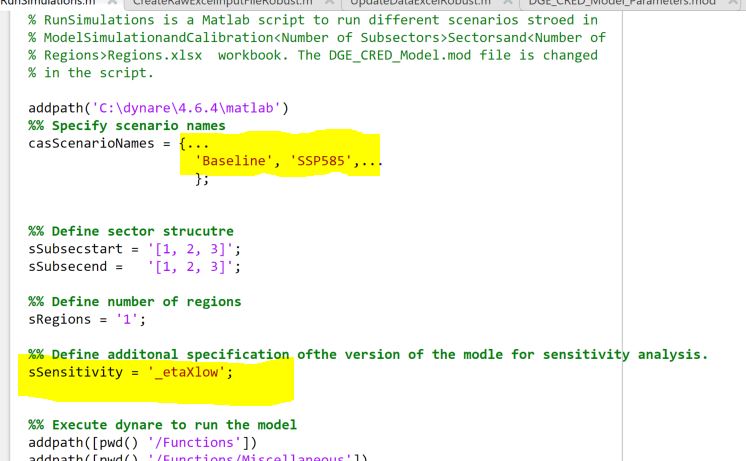 RunSimulations.m CreateRawExcelInputFileRobust.m UpdateDataExcelRobust.m DGE_CRED_Model_Parameters.mod
% RunSimulations is a Matlab script to run different scenarios stroed in
% ModelSimulationandCalibration<Number of Subsectors>Sectorsand<Number of
% Regions>Regions.xlsx  workbook. The DGE_CRED_Model.mod file is changed
% in the script.
addpath('C:\dynare\4.6.4\matlab')
%% Specify scenario names
casScenarioNames = {...
'Baseline', 'SSP585',...
};
%% Define sector strucutre
sSubsecstart = '[1, 2, 3]';
sSubsecend =   '[1, 2, 3]';
%% Define number of regions
sRegions = '1';
%% Define additonal specification ofthe version of the modle for sensitivity analysis.
sSensitivity = '_etaXlow';
%% Execute dynare to run the model
addpath([pwd() '/Functions'])
addpath([pwd() '/Functions/Miscellaneous'])